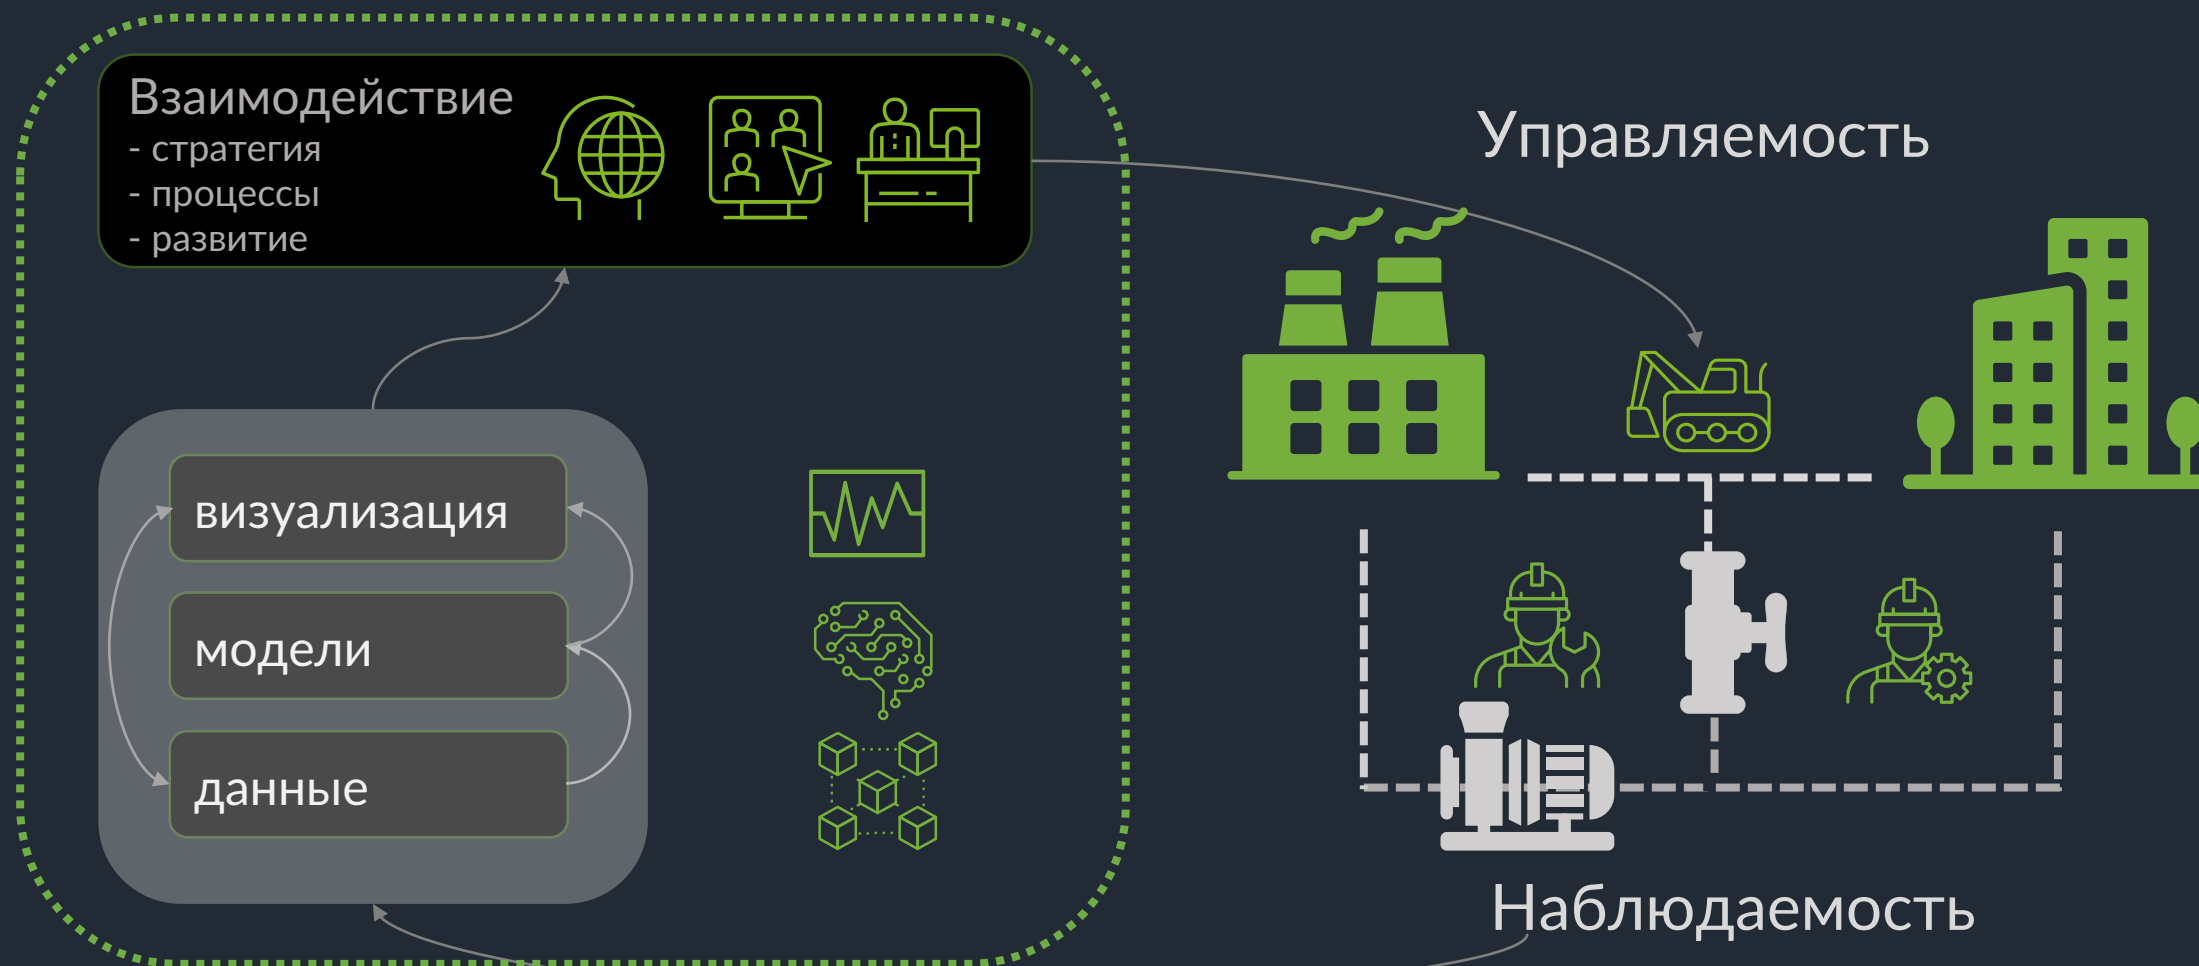 Взаимодействие
- стратегия
- процессы
- развитие
Управляемость
визуализация
модели
данные
Наблюдаемость